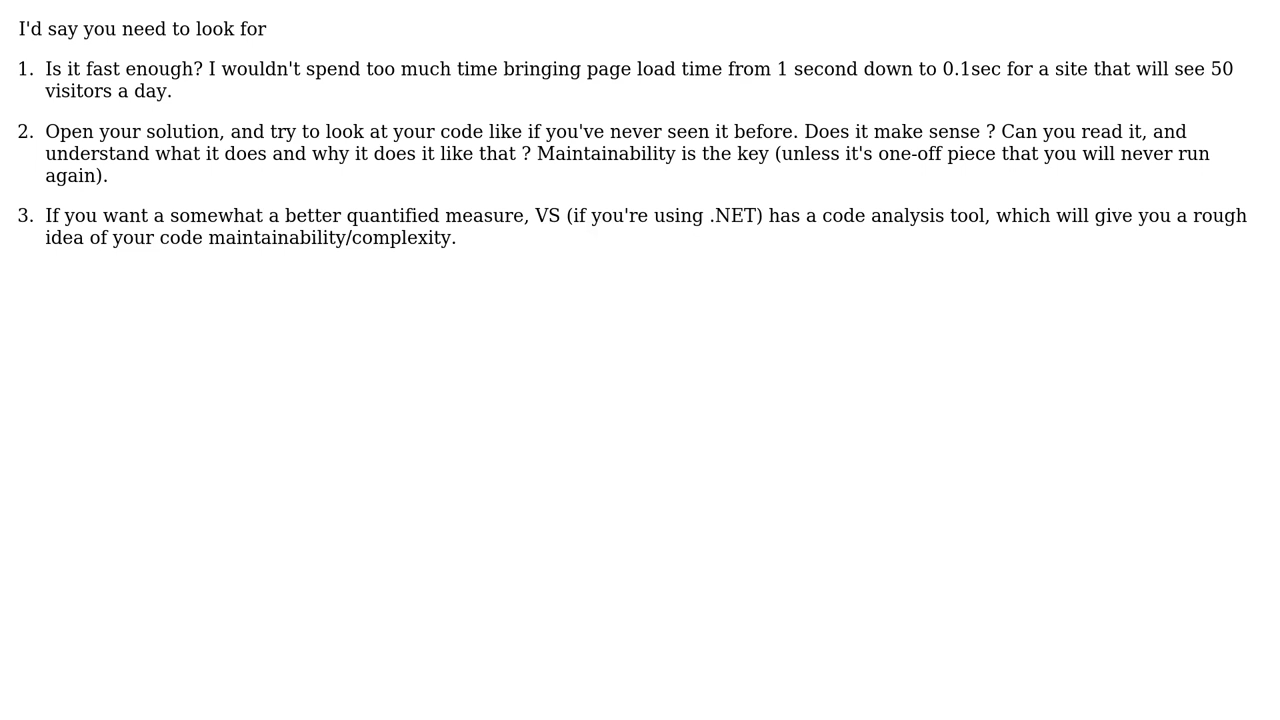 I'd say you need to look for
1. Is it fast enough? I wouldn't spend too much time bringing page load time from 1 second down to 0.1sec for a site that will see 50
visitors a day.
2. Open your solution, and try to look at your code like if you've never seen it before. Does it make sense ? Can you read it, and
understand what it does and why it does it like that ? Maintainability is the key (unless it's one-off piece that you will never run
again).
3. If you want a somewhat a better quantified measure, VS (if you're using .NET) has a code analysis tool, which will give you a rough
idea of your code maintainability/complexity.